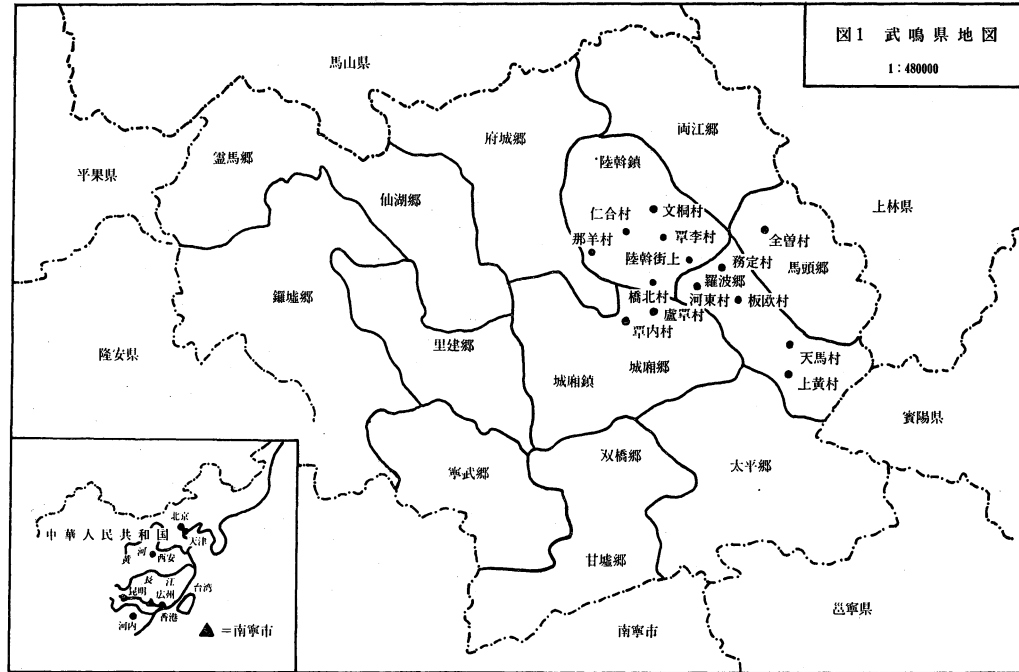 図1 武鳴県地図
1:480000
馬山県
府城郷
両江郷
霊馬郷
平果県
仙湖郷
陸斡鎮
上林県
仁合村
文桐村
那羊村
覃李村
全曽村
馬頭郷
陸斡街上
務定村
羅波郷
橋北村
河東村
板欧村
盧覃村
覃内村
鑼墟郷
里建郷
隆安県
城廂鎮
城廂郷
天馬村
上黄村
賓陽県
寧武郷
双橋郷
太平郷
甘墟郷
邕寧県
南寧市
北京
中華人民共和国
天津
黄河
西安
長江
昆明
広州
台湾
香港
河内
▲=南寧市